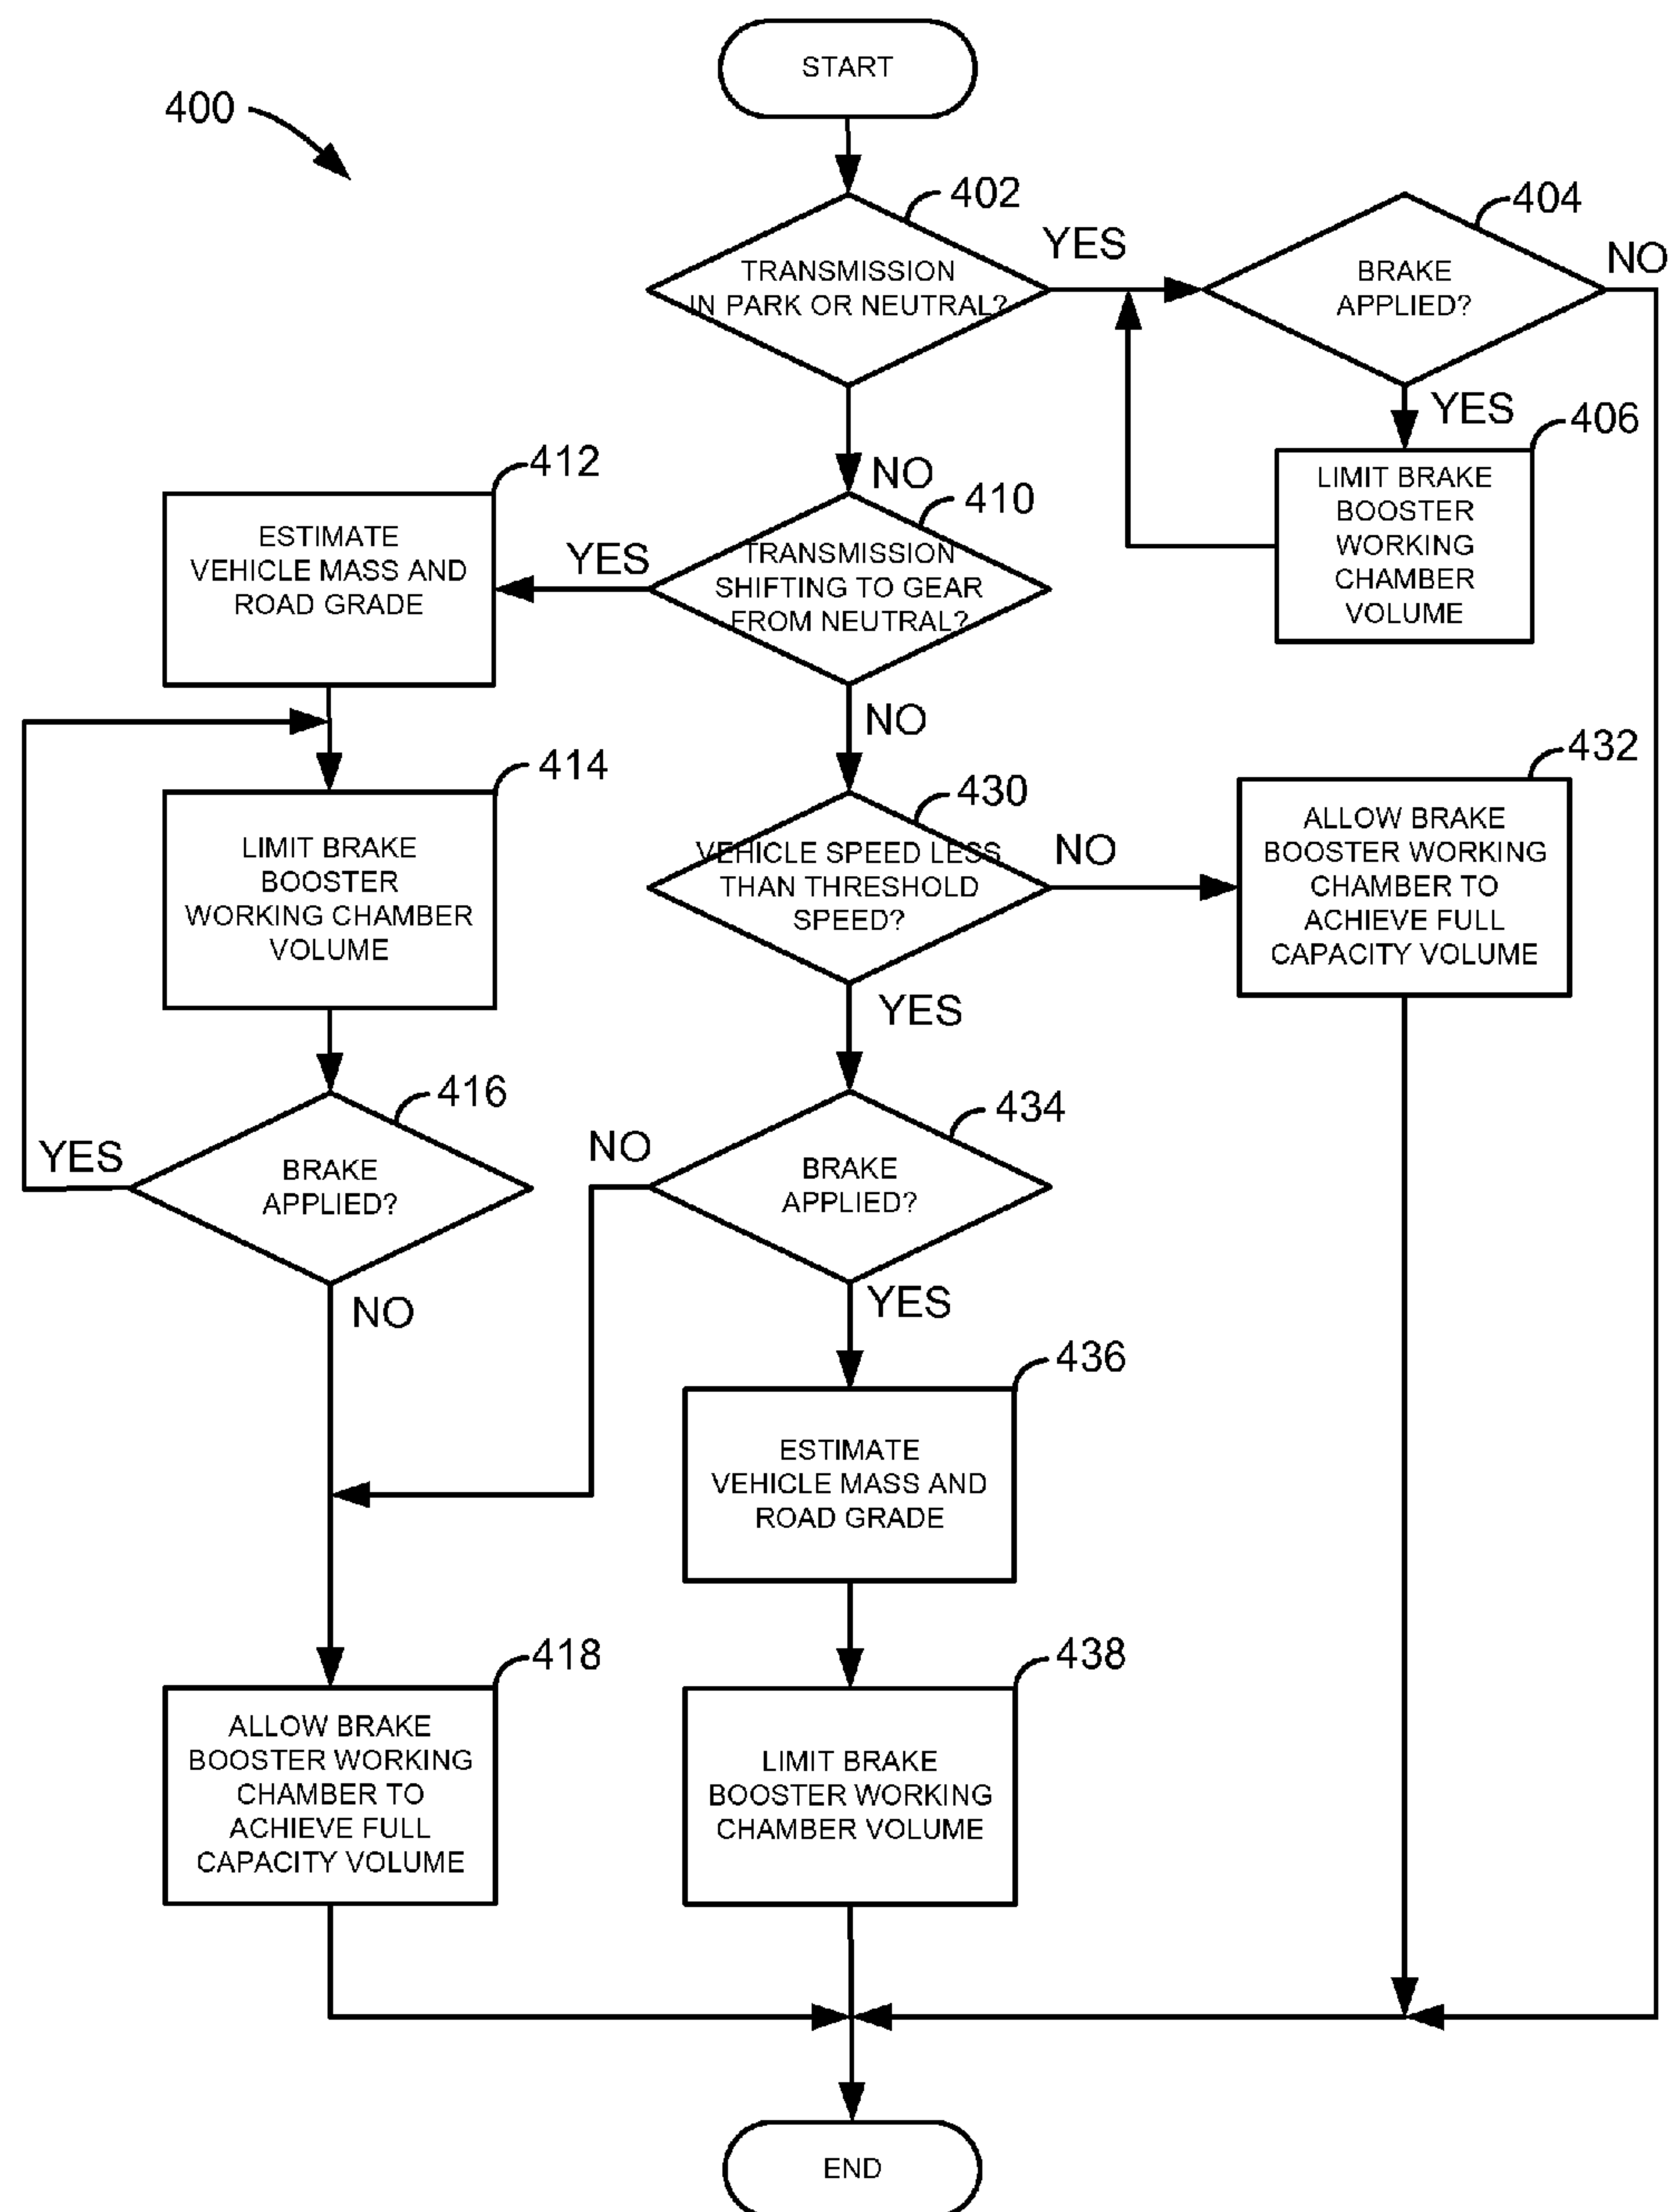 400
START
402
TRANSMISSION
IN PARK OR NEUTRAL?
YES
404
BRAKE
APPLIED?
NO
YES
406
LIMIT BRAKE
BOOSTER
WORKING
CHAMBER
VOLUME
NO
410
TRANSMISSION
SHIFTING TO GEAR
FROM NEUTRAL?
YES
412
ESTIMATE
VEHICLE MASS AND
ROAD GRADE
414
LIMIT BRAKE
BOOSTER
WORKING CHAMBER
VOLUME
416
BRAKE
APPLIED?
YES
NO
NO
430
VEHICLE SPEED LESS
THAN THRESHOLD
SPEED?
NO
432
ALLOW BRAKE
BOOSTER WORKING
CHAMBER TO
ACHIEVE FULL
CAPACITY VOLUME
YES
434
BRAKE
APPLIED?
NO
YES
436
ESTIMATE
VEHICLE MASS AND
ROAD GRADE
418
ALLOW BRAKE
BOOSTER WORKING
CHAMBER TO
ACHIEVE FULL
CAPACITY VOLUME
438
LIMIT BRAKE
BOOSTER WORKING
CHAMBER VOLUME
END